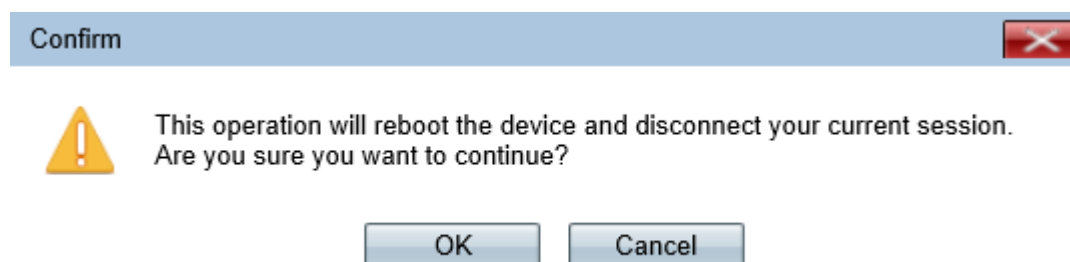 Confirm
This operation will reboot the device and disconnect your current session.
Are you sure you want to continue?
OK Cancel